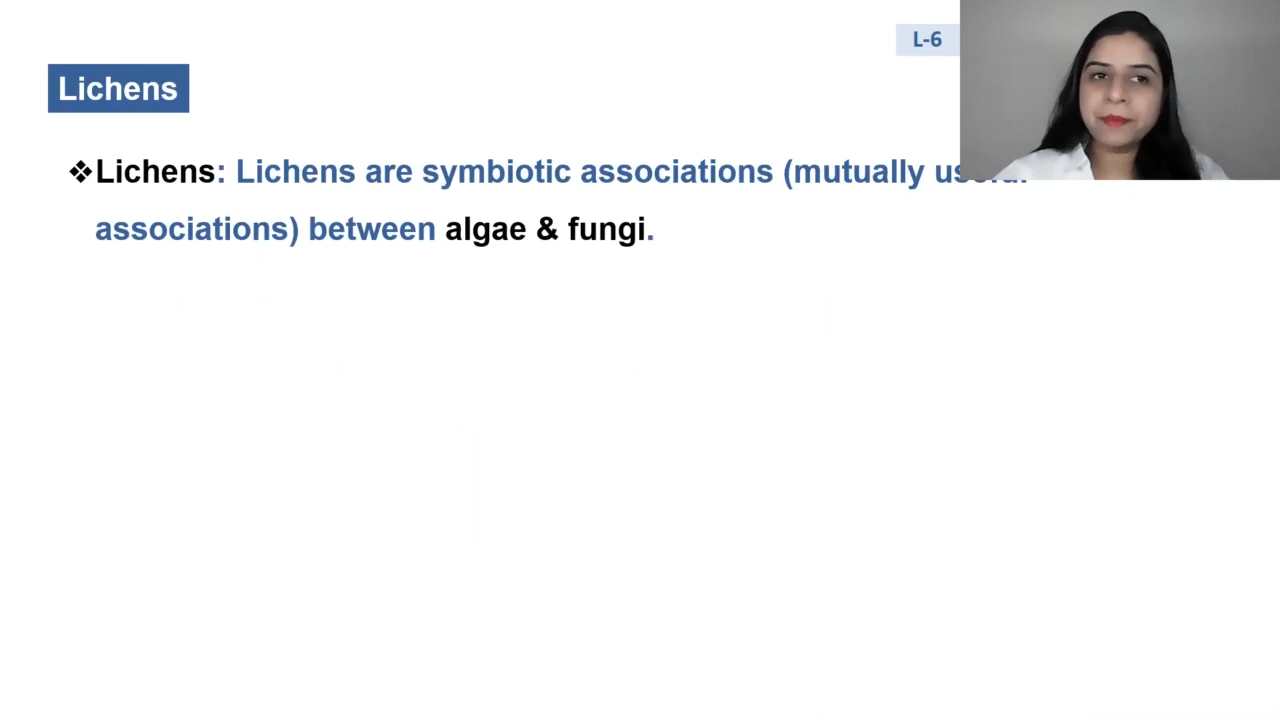 L-6
Lichens
❖Lichens: Lichens are symbiotic associations (mutually
associations) between algae & fungi.